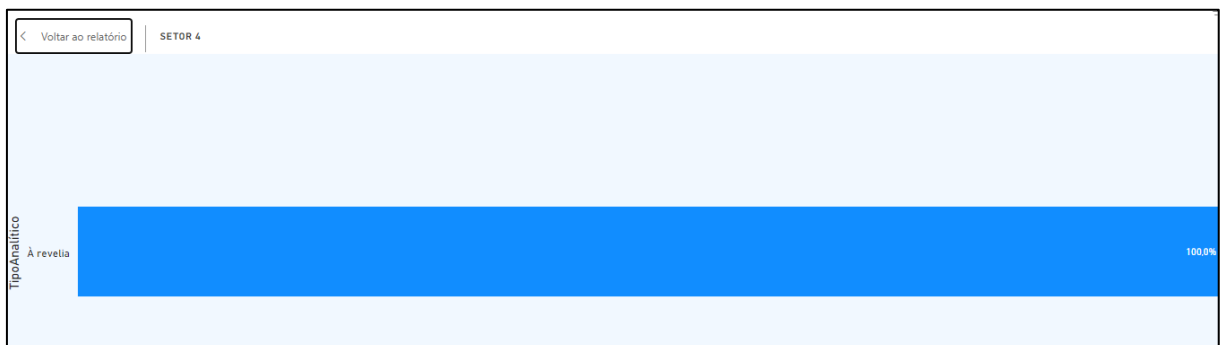 Voltar ao relatório
SETOR 4
TipoAnalítico
À revelia
100,0%